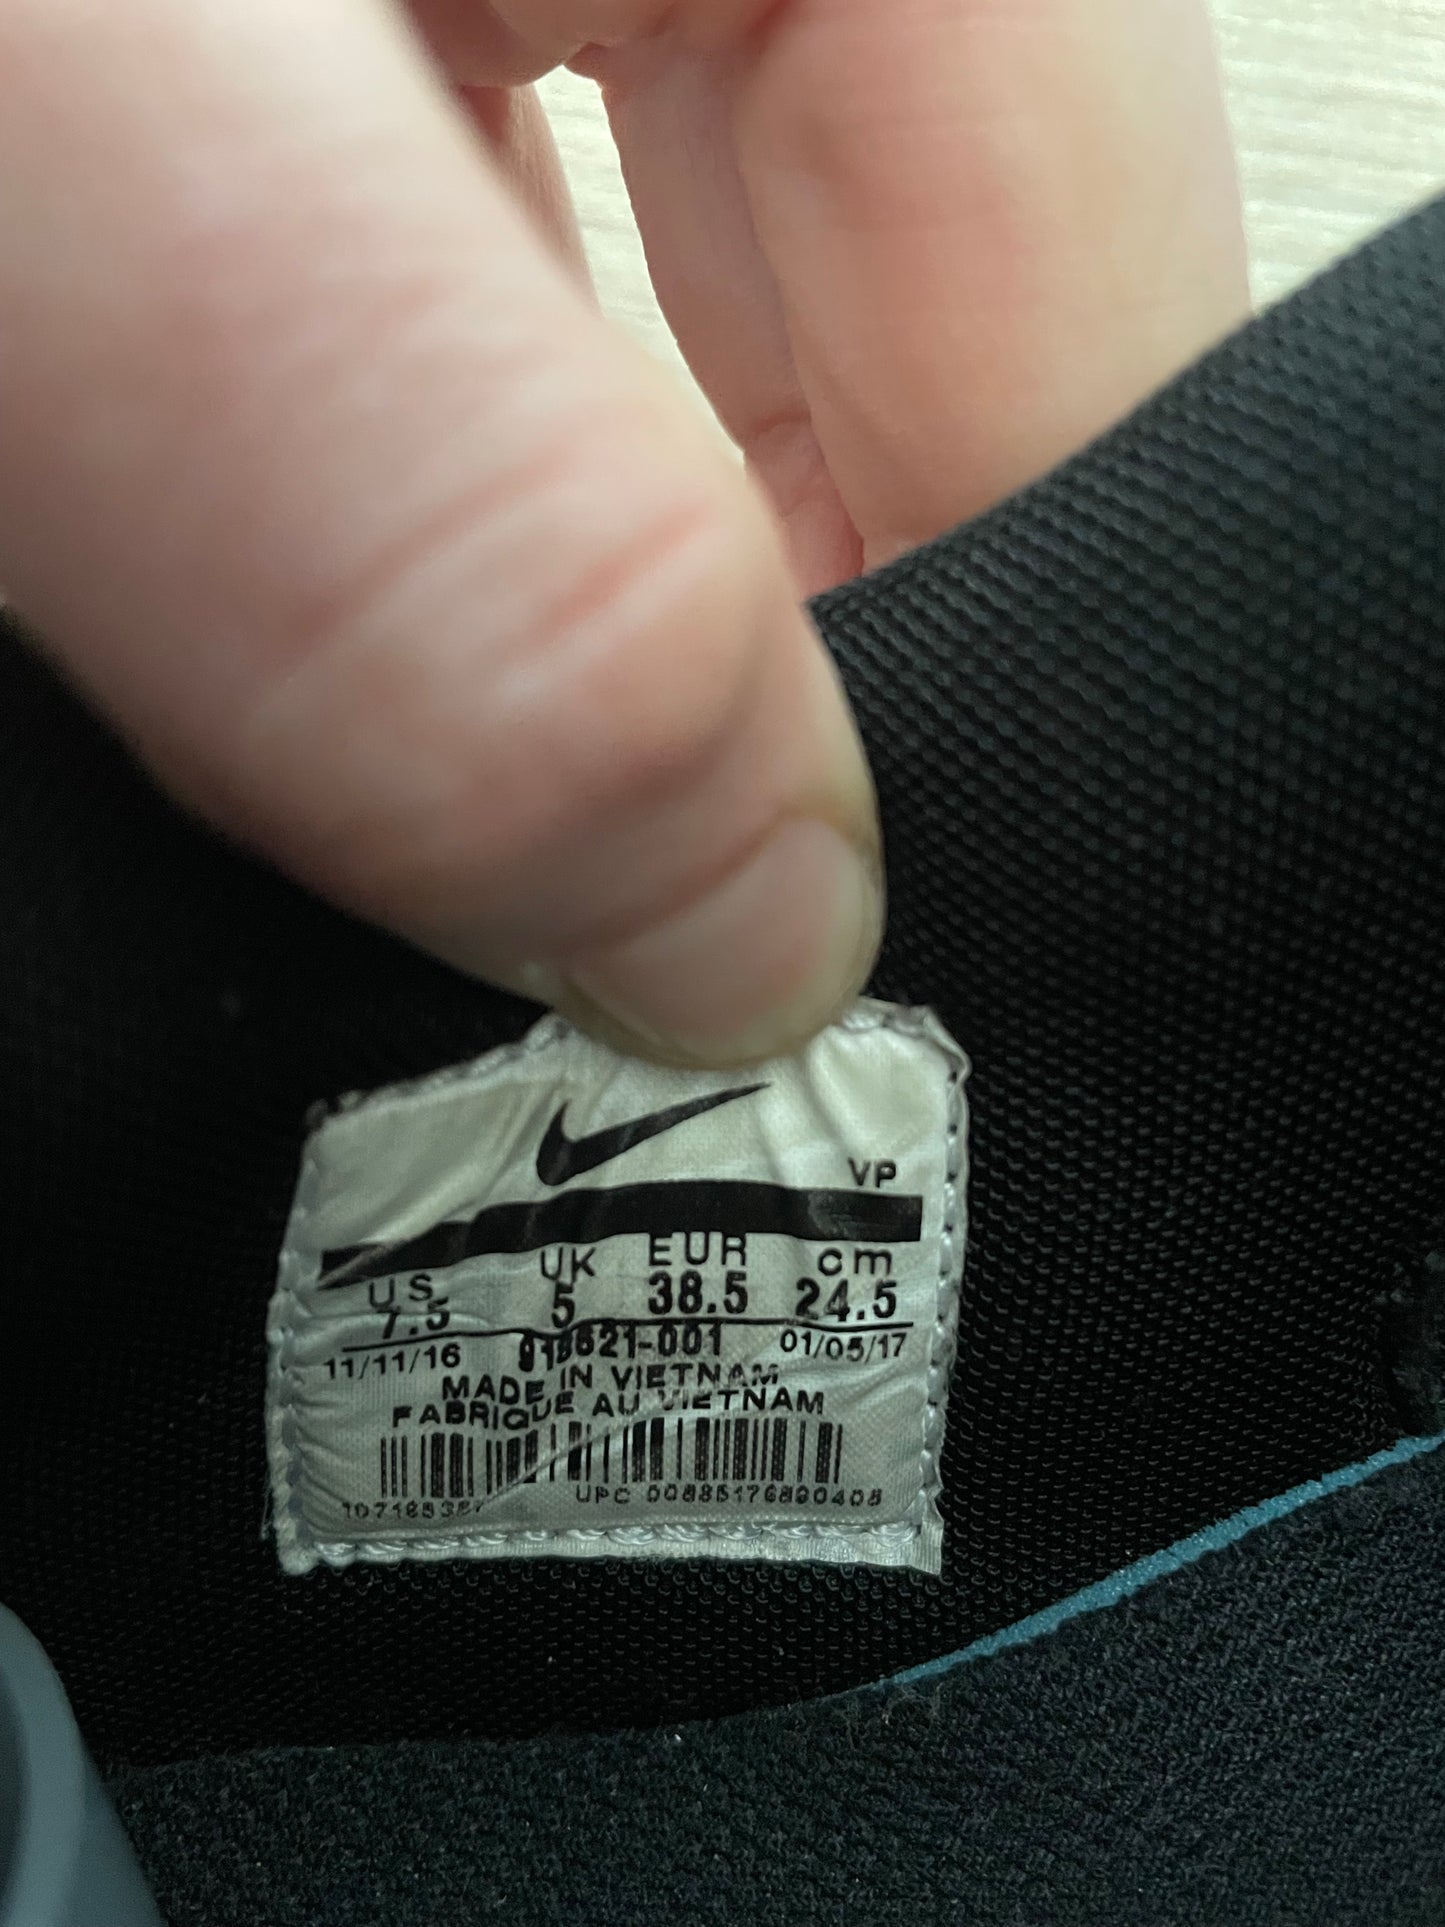 VP
US UK EUR cm
7.5 5 38.5 24.5
11/11/16 01/05/17
MADE IN VIETNAM
FABRIQUE AU VIETNAM
UPC